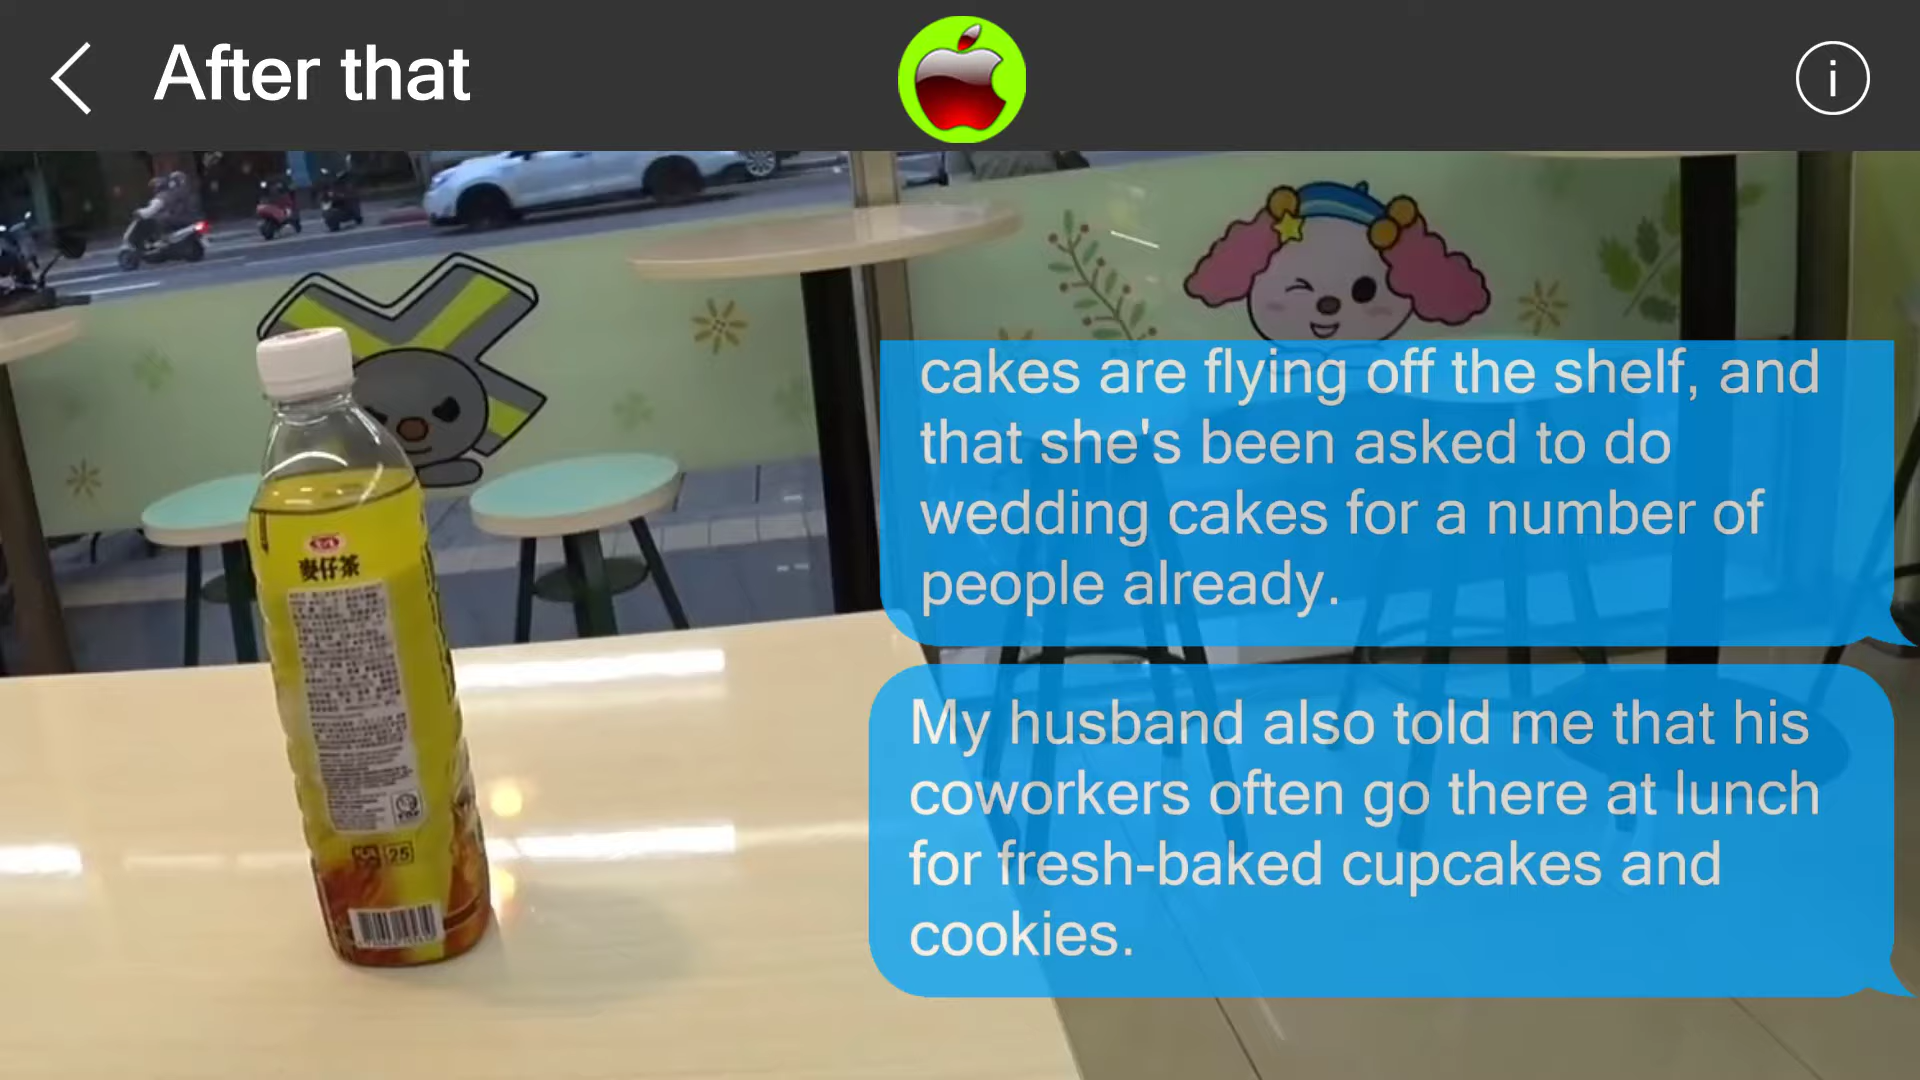 After that
i
cakes are flying off the shelf, and
that she's been asked to do
wedding cakes for a number of
people already.
My husband also told me that his
coworkers often go there at lunch
for fresh-baked cupcakes and
cookies.
麥仔茶
25